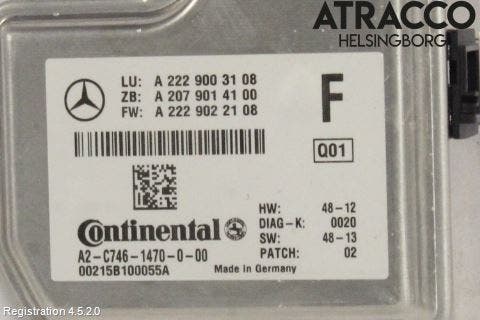 ATRACCO
HELSINGBORG
LU: A 222 900 31 08
ZB: A 207 901 41 00
FW: A 222 902 21 08
F
Q01
Continental
A2-C746-1470-0-00
00215B100055A
HW: 48-12
DIAG-K: 0020
SW: 48-13
PATCH: 02
Made in Germany
Registration 4.5.2.0